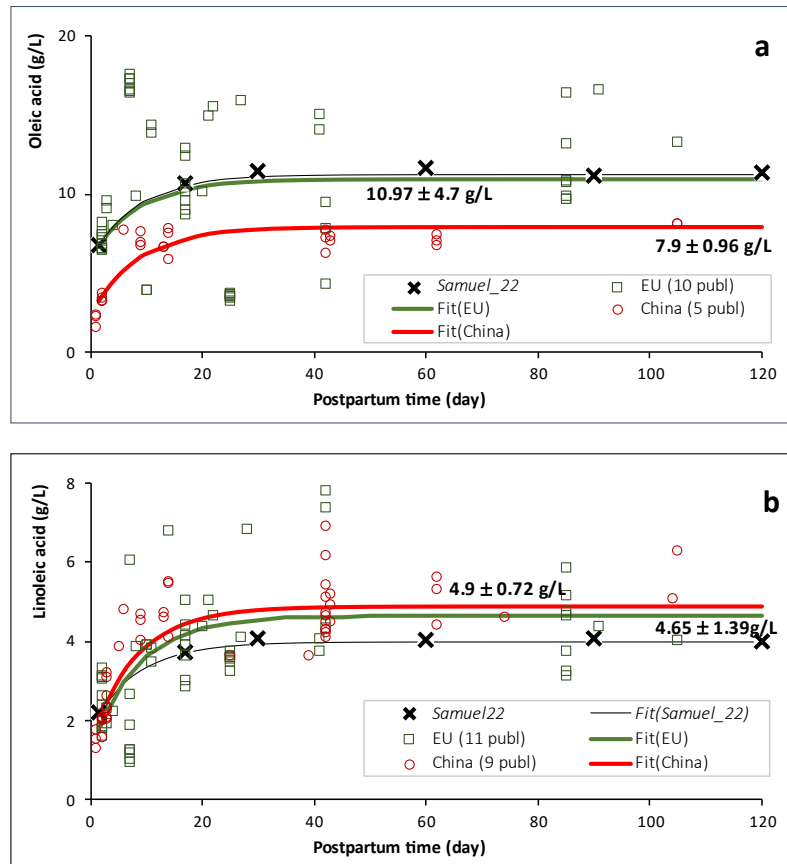 a
Oleic acid (g/L)
20
10
0
10.97 ± 4.7 g/L
7.9 ± 0.96 g/L
Samuel_22
EU (10 publ)
Fit(EU)
China (5 publ)
Fit(China)
0 20 40 60 80 100 120
Postpartum time (day)
b
Linoleic acid (g/L)
8
6
4
2
0
4.9 ± 0.72 g/L
4.65 ± 1.39g/L
Samuel22
Fit(Samuel_22)
EU (11 publ)
Fit(EU)
China (9 publ)
Fit(China)
0 20 40 60 80 100 120
Postpartum time (day)